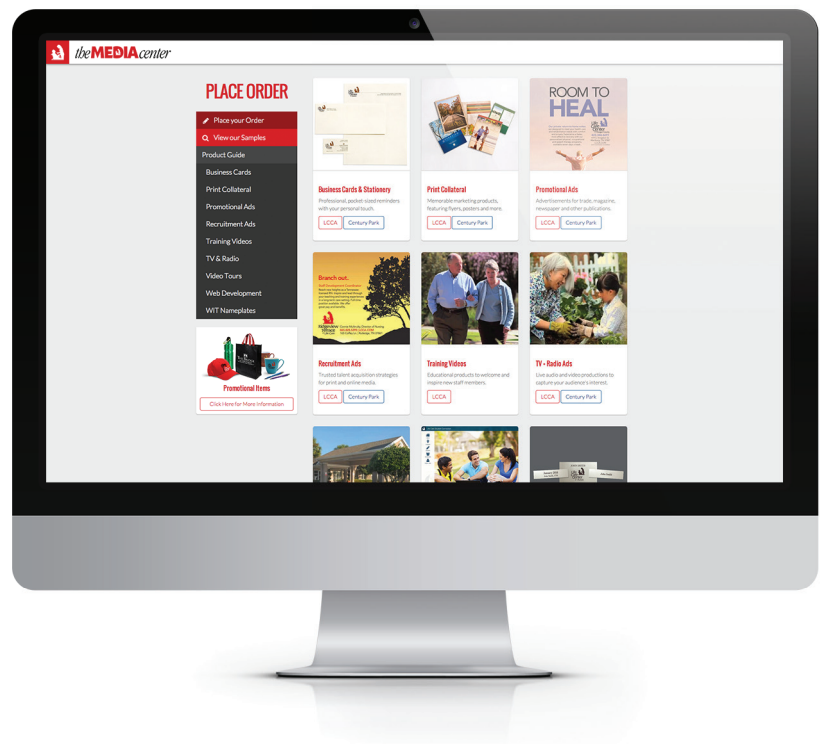 the MEDIA center
PLACE ORDER
Place your Order
View our Samples
Product Guide
Business Cards
Print Collateral
Promotional Ads
Recruitment Ads
Training Videos
TV & Radio
Video Tours
Web Development
WIT Nameplates
Promotional Items
Click Here for More Information
Business Cards & Stationery
Professional, pocket-sized reminders
with your personal touch.
LCCA Century Park
Print Collateral
Memorable marketing products,
featuring flyers, posters and more.
LCCA Century Park
ROOM TO
HEAL
Promotional Ads
Advertisements for trade, magazine,
newspaper and other publications.
LCCA Century Park
Branch out.
Recruitment Ads
Trusted talent acquisition strategies
for print and online media.
LCCA Century Park
Training Videos
Educational products to welcome and
inspire new staff members.
LCCA
TV + Radio Ads
Live audio and video productions to
capture your audience's interest.
LCCA Century Park